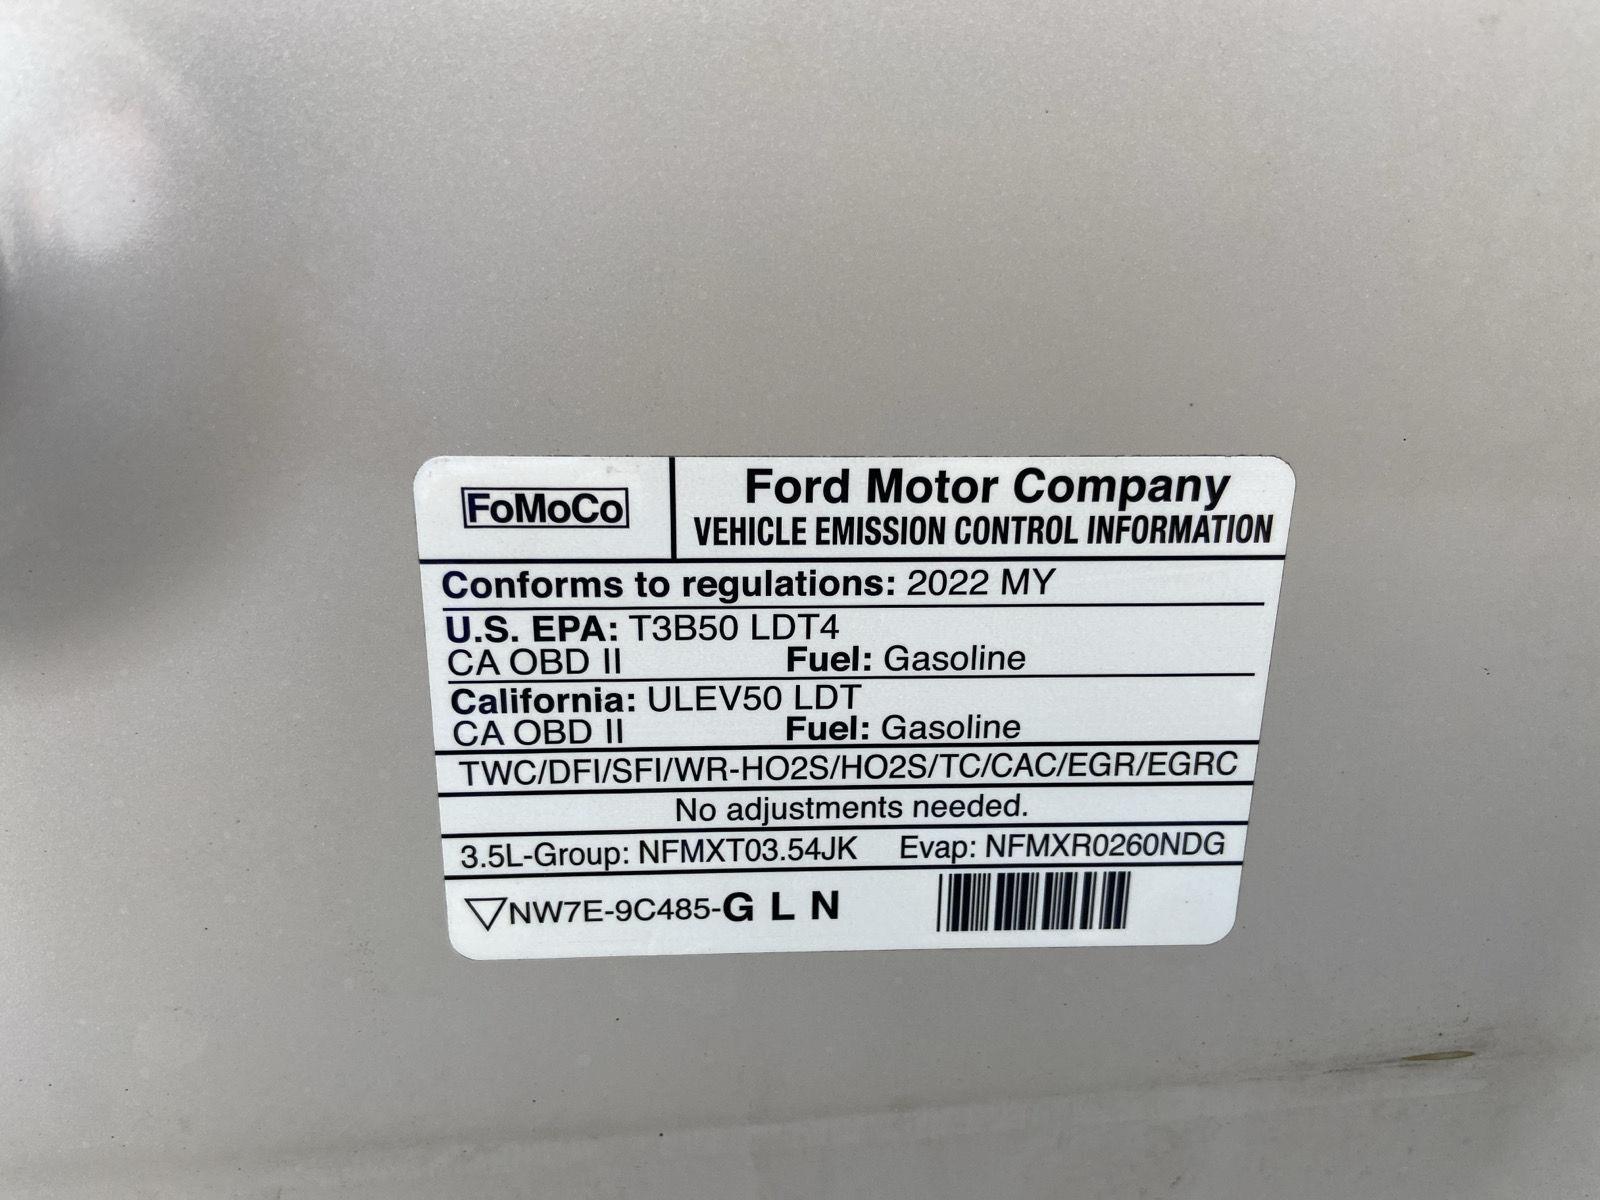 FoMoCo
Ford Motor Company
VEHICLE EMISSION CONTROL INFORMATION
Conforms to regulations: 2022 MY
U.S. EPA: T3B50 LDT4
CA OBD II Fuel: Gasoline
California: ULEV50 LDT
CA OBD II Fuel: Gasoline
TWC/DFI/SFI/WR-HO2S/HO2S/TC/CAC/EGR/EGRC
No adjustments needed.
3.5L-Group: NFMXT03.54JK Evap: NFMXR0260NDG
NW7E-9C485-G L N